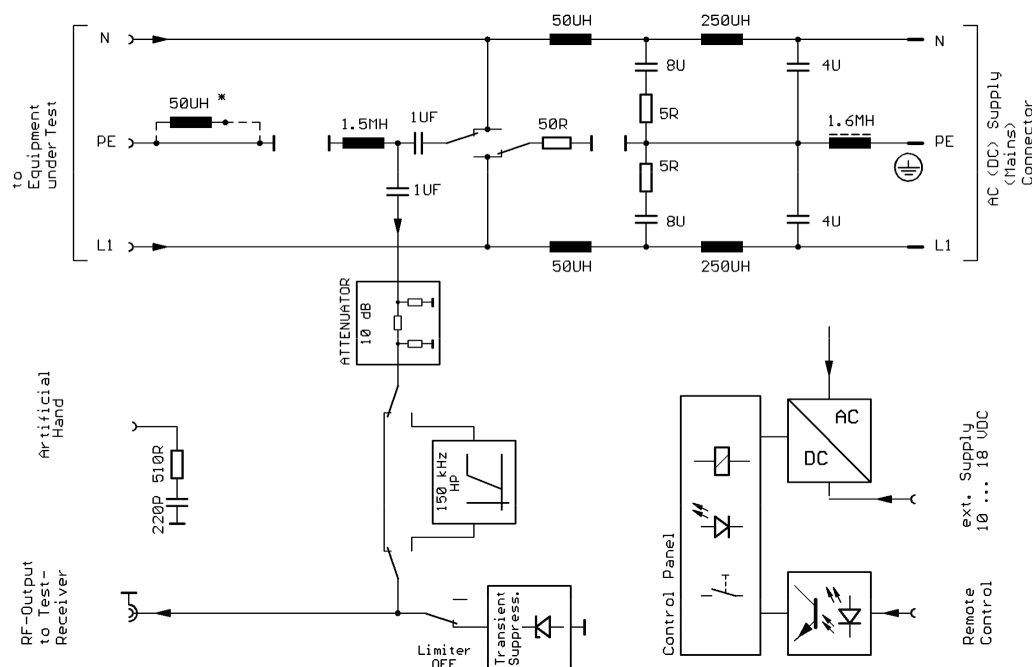 50UH
250UH
N
N
8U
4U
50UH *
1UF
5R
1.5MH
50R
1.6MH
PE
PE
to
Equipment
under Test
5R
AC (DC) Supply
(Mains)
Connector
1UF
8U
4U
L1
L1
50UH
250UH
ATTENUATOR
10 dB
Artificial
Hand
AC
DC
510R
220P
150 kHz
HP
ext. Supply
10 ... 18 VDC
Control Panel
RF-Output
to Test-
Receiver
Transient
Suppress.
Limiter
OFF
Remote
Control